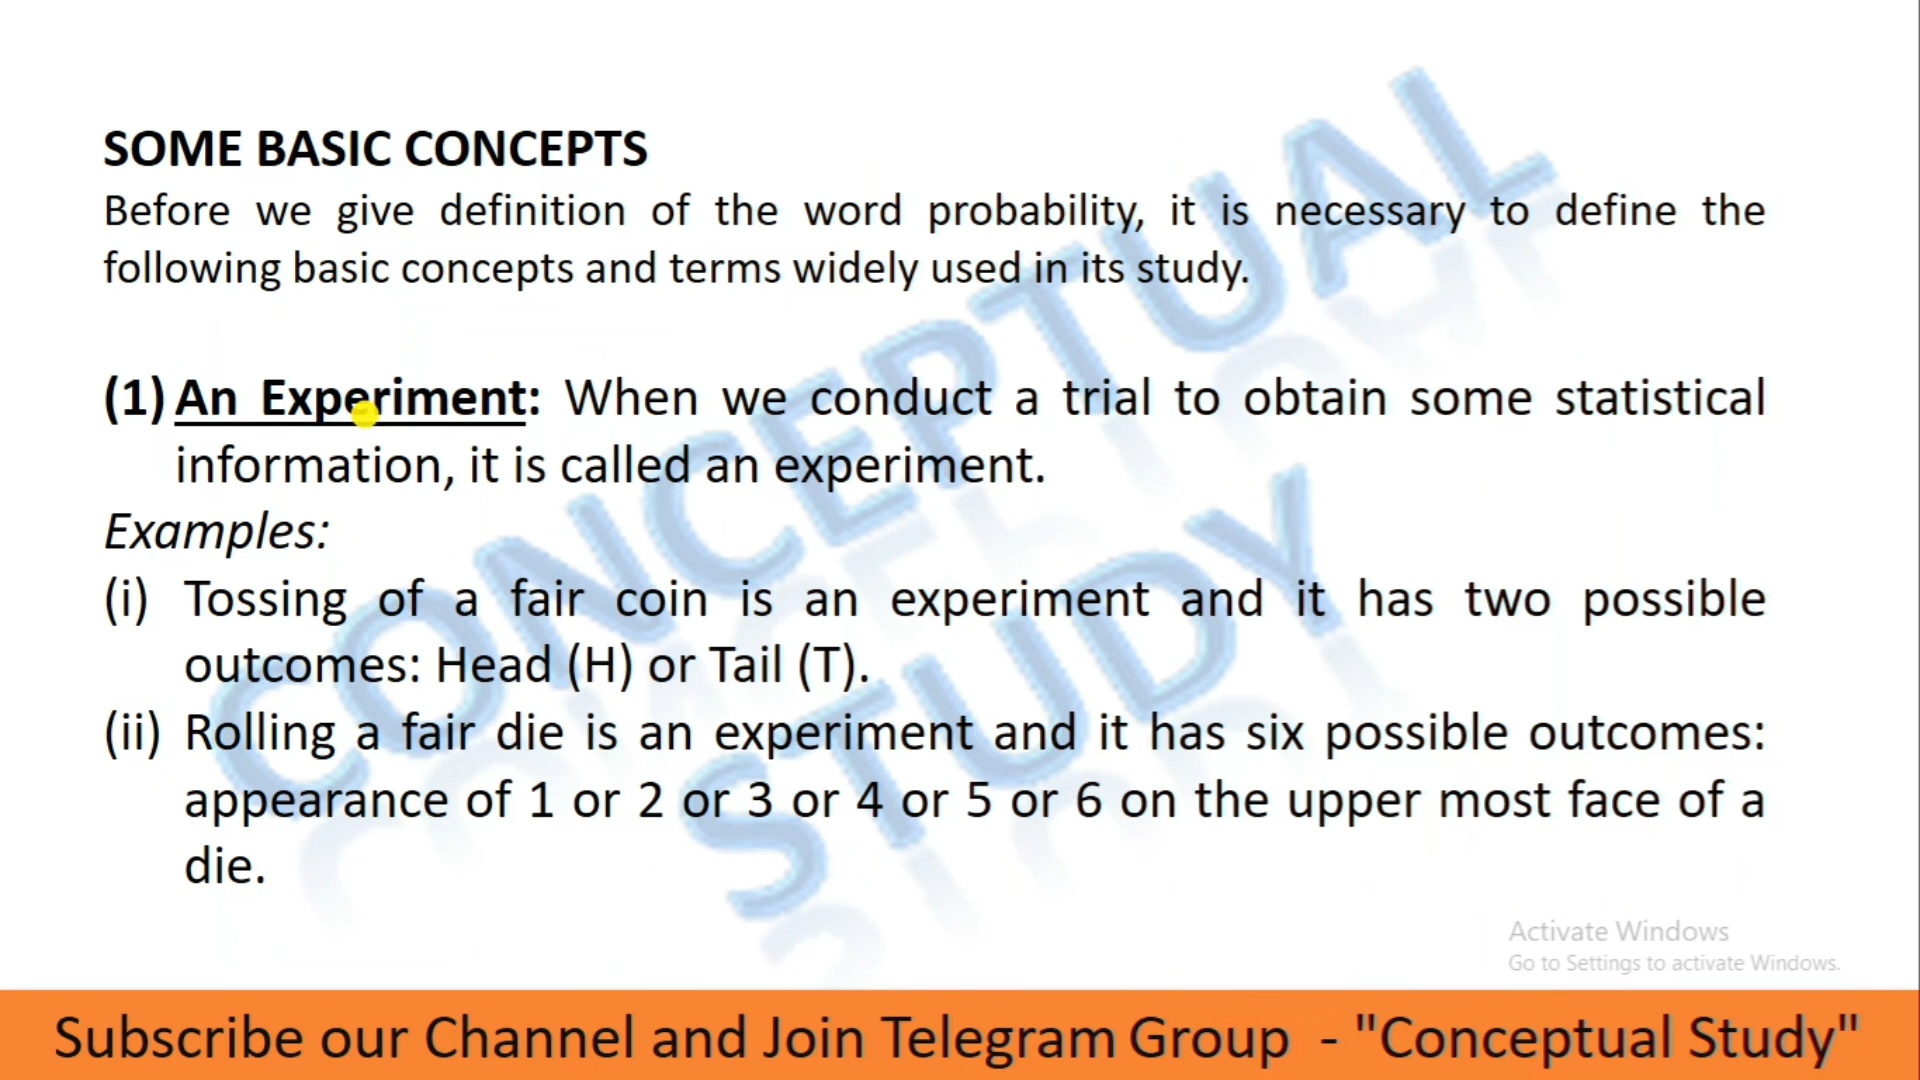 SOME BASIC CONCEPTS
Before we give definition of the word probability, it is necessary to define the
following basic concepts and terms widely used in its study.
(1) An Experiment: When we conduct a trial to obtain some statistical
information, it is called an experiment.
Examples:
(i) Tossing of a fair coin is an experiment and it has two possible
outcomes: Head (H) or Tail (T).
(ii) Rolling a fair die is an experiment and it has six possible outcomes:
appearance of 1 or 2 or 3 or 4 or 5 or 6 on the upper most face of a
die.
CONCEPTUAL
STUDY
Activate Windows
Go to Settings to activate Windows.
Subscribe our Channel and Join Telegram Group - "Conceptual Study"